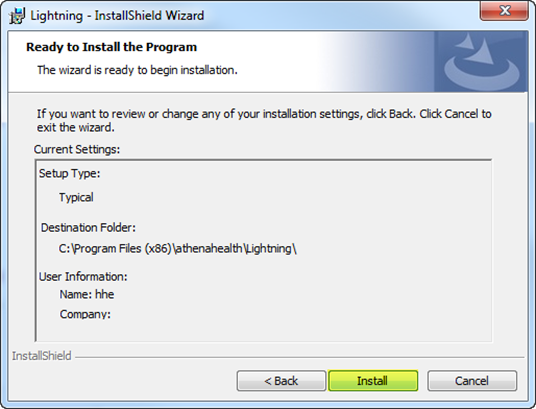 Lightning - InstallShield Wizard
Ready to Install the Program
The wizard is ready to begin installation.
If you want to review or change any of your installation settings, click Back. Click Cancel to
exit the wizard.
Current Settings:
Setup Type:
Typical
Destination Folder:
C:\Program Files (x86)\athenahealth\Lightning\
User Information:
Name: hhe
Company:
InstallShield
< Back
Install
Cancel